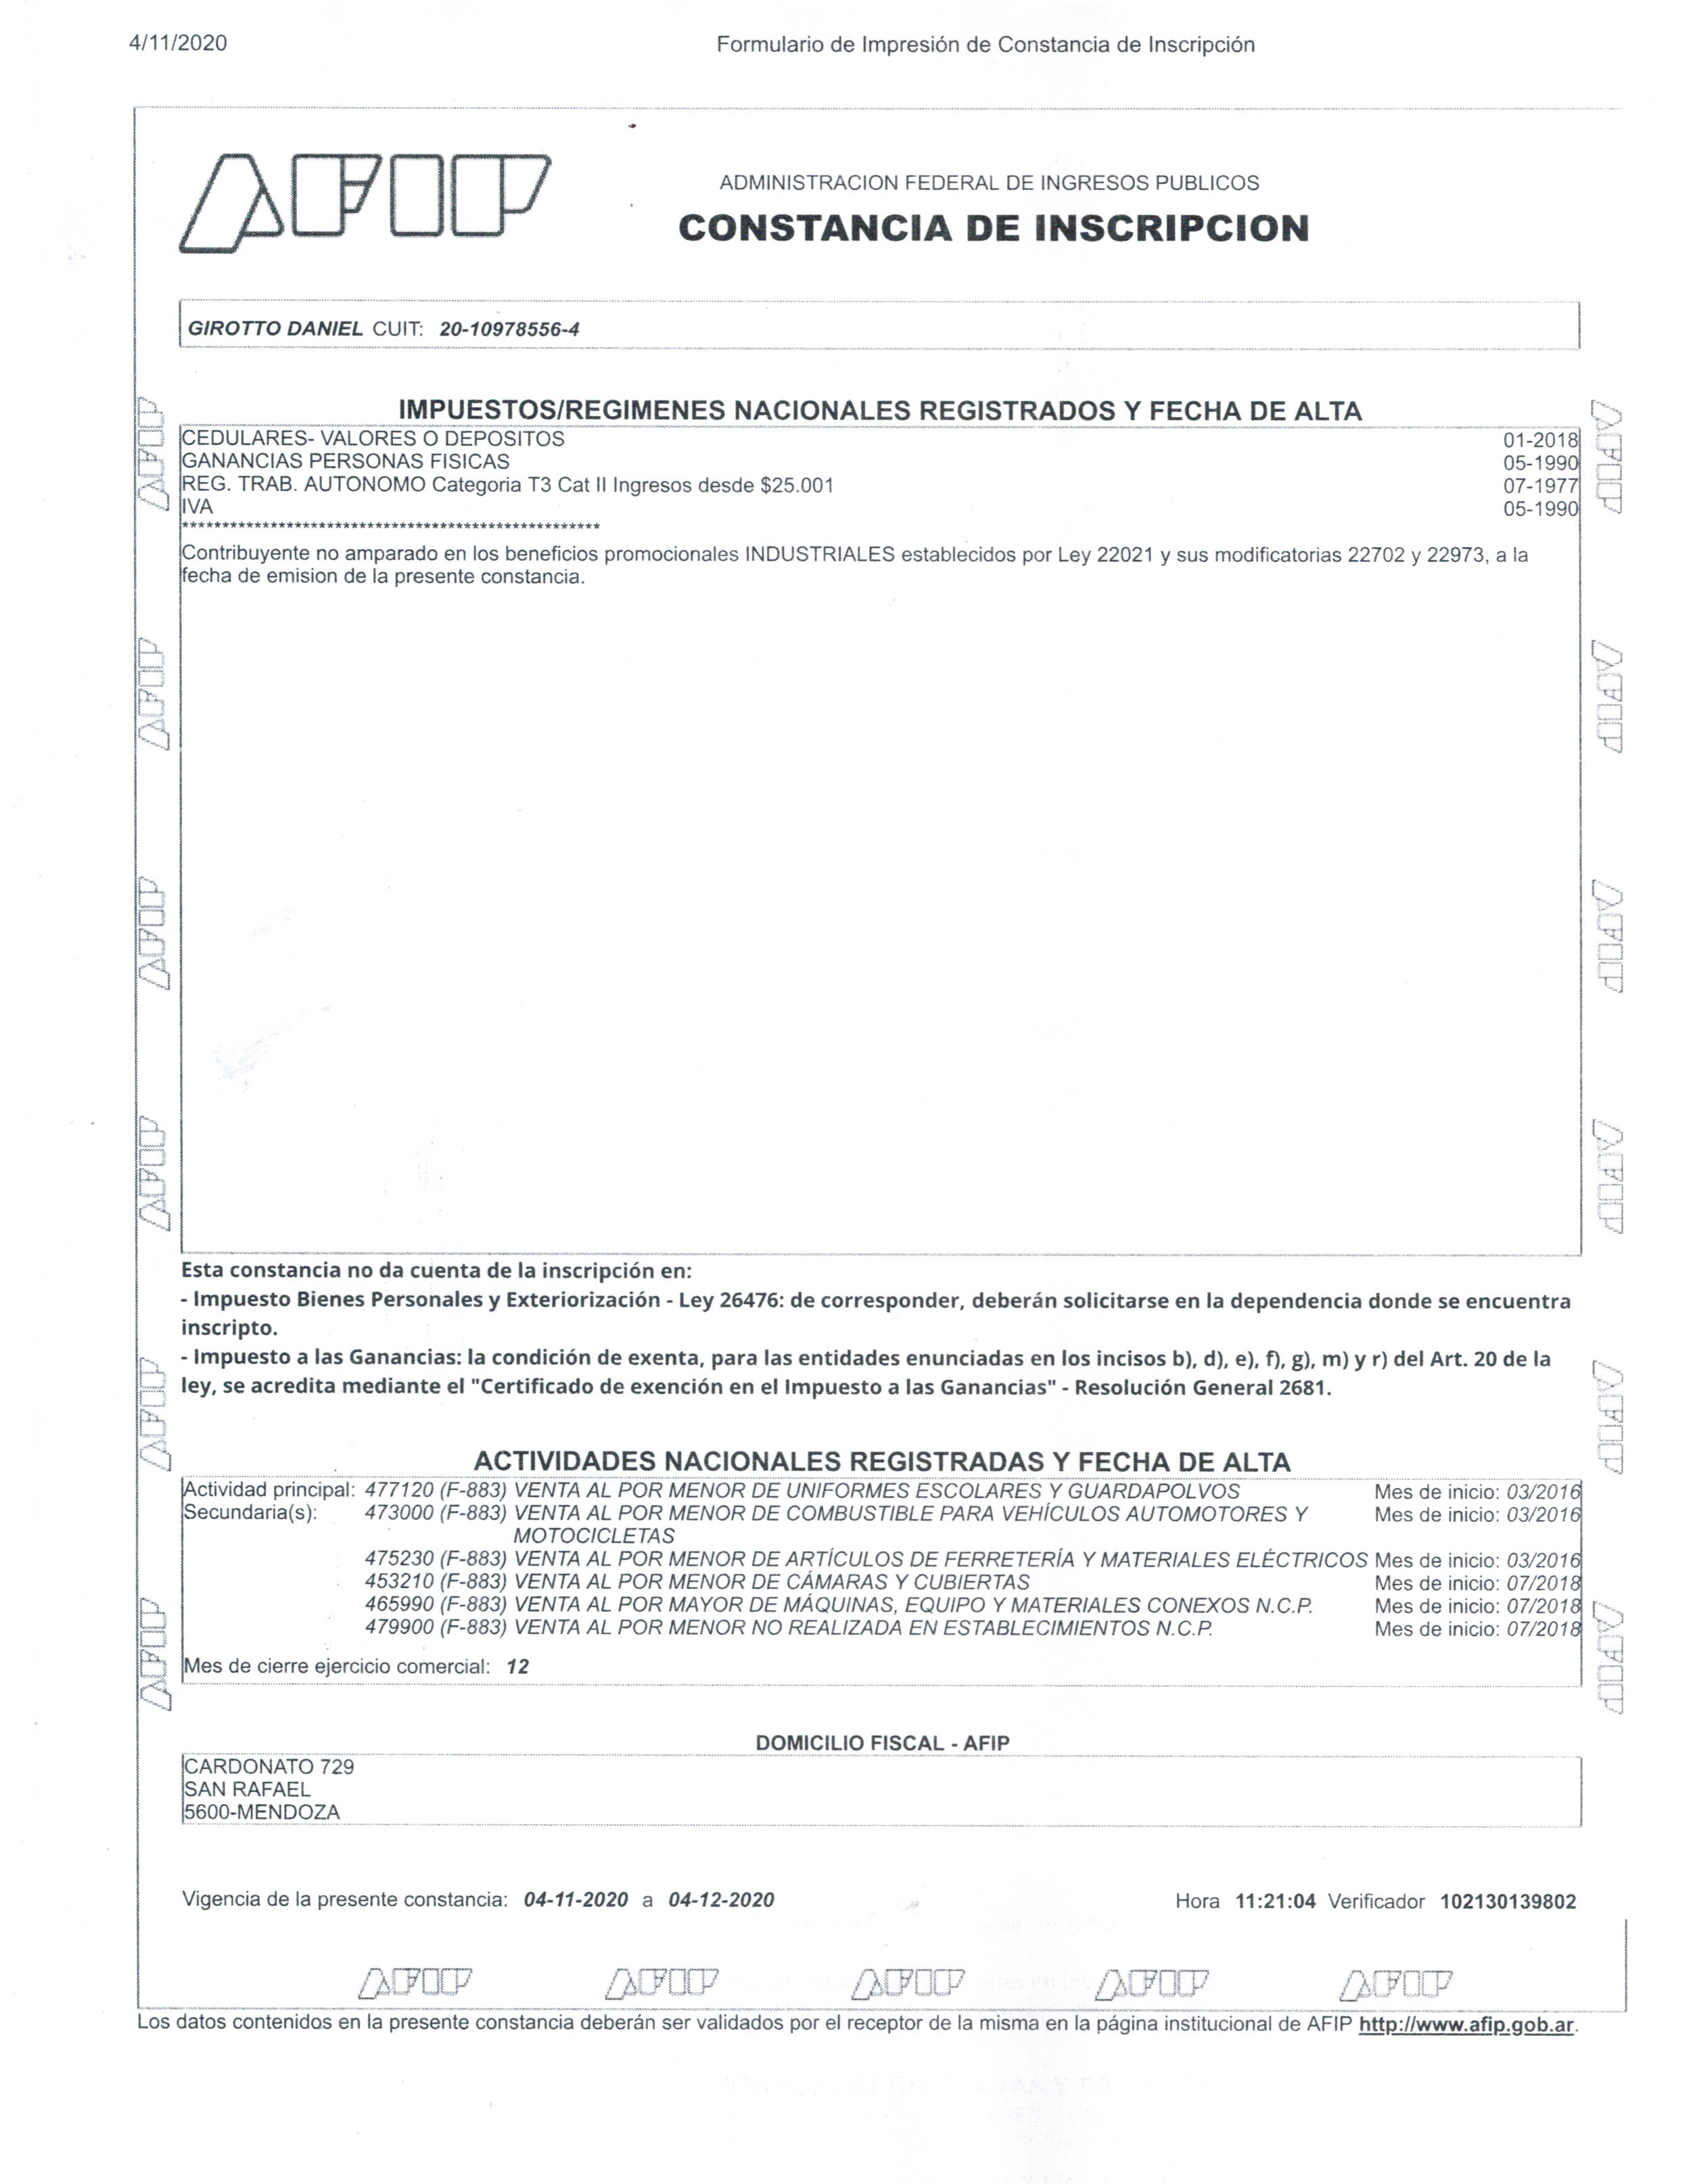 4/11/2020 Formulario de Impresión de Constancia de Inscripción
AFIP
ADMINISTRACION FEDERAL DE INGRESOS PUBLICOS
CONSTANCIA DE INSCRIPCION
GIROTTO DANIEL CUIT: 20-10978556-4
IMPUESTOS/REGIMENES NACIONALES REGISTRADOS Y FECHA DE ALTA
CEDULARES- VALORES O DEPOSITOS 01-2018
GANANCIAS PERSONAS FISICAS 05-1990
REG. TRAB. AUTONOMO Categoria T3 Cat II Ingresos desde $25.001 07-1977
IVA 05-1990
****************************************************
Contribuyente no amparado en los beneficios promocionales INDUSTRIALES establecidos por Ley 22021 y sus modificatorias 22702 y 22973, a la
fecha de emision de la presente constancia.
Esta constancia no da cuenta de la inscripción en:
- Impuesto Bienes Personales y Exteriorización - Ley 26476: de corresponder, deberán solicitarse en la dependencia donde se encuentra
inscripto.
- Impuesto a las Ganancias: la condición de exenta, para las entidades enunciadas en los incisos b), d), e), f), g), m) y r) del Art. 20 de la
ley, se acredita mediante el "Certificado de exención en el Impuesto a las Ganancias" - Resolución General 2681.
ACTIVIDADES NACIONALES REGISTRADAS Y FECHA DE ALTA
Actividad principal: 477120 (F-883) VENTA AL POR MENOR DE UNIFORMES ESCOLARES Y GUARDAPOLVOS Mes de inicio: 03/2016
Secundaria(s): 473000 (F-883) VENTA AL POR MENOR DE COMBUSTIBLE PARA VEHÍCULOS AUTOMOTORES Y Mes de inicio: 03/2016
MOTOCICLETAS
475230 (F-883) VENTA AL POR MENOR DE ARTÍCULOS DE FERRETERÍA Y MATERIALES ELÉCTRICOS Mes de inicio: 03/2016
453210 (F-883) VENTA AL POR MENOR DE CÁMARAS Y CUBIERTAS Mes de inicio: 07/2018
465990 (F-883) VENTA AL POR MAYOR DE MÁQUINAS, EQUIPO Y MATERIALES CONEXOS N.C.P. Mes de inicio: 07/2018
479900 (F-883) VENTA AL POR MENOR NO REALIZADA EN ESTABLECIMIENTOS N.C.P. Mes de inicio: 07/2018
Mes de cierre ejercicio comercial: 12
DOMICILIO FISCAL - AFIP
CARDONATO 729
SAN RAFAEL
5600-MENDOZA
Vigencia de la presente constancia: 04-11-2020 a 04-12-2020 Hora 11:21:04 Verificador 102130139802
AFIP AFIP AFIP AFIP AFIP
Los datos contenidos en la presente constancia deberán ser validados por el receptor de la misma en la página institucional de AFIP http://www.afip.gob.ar.